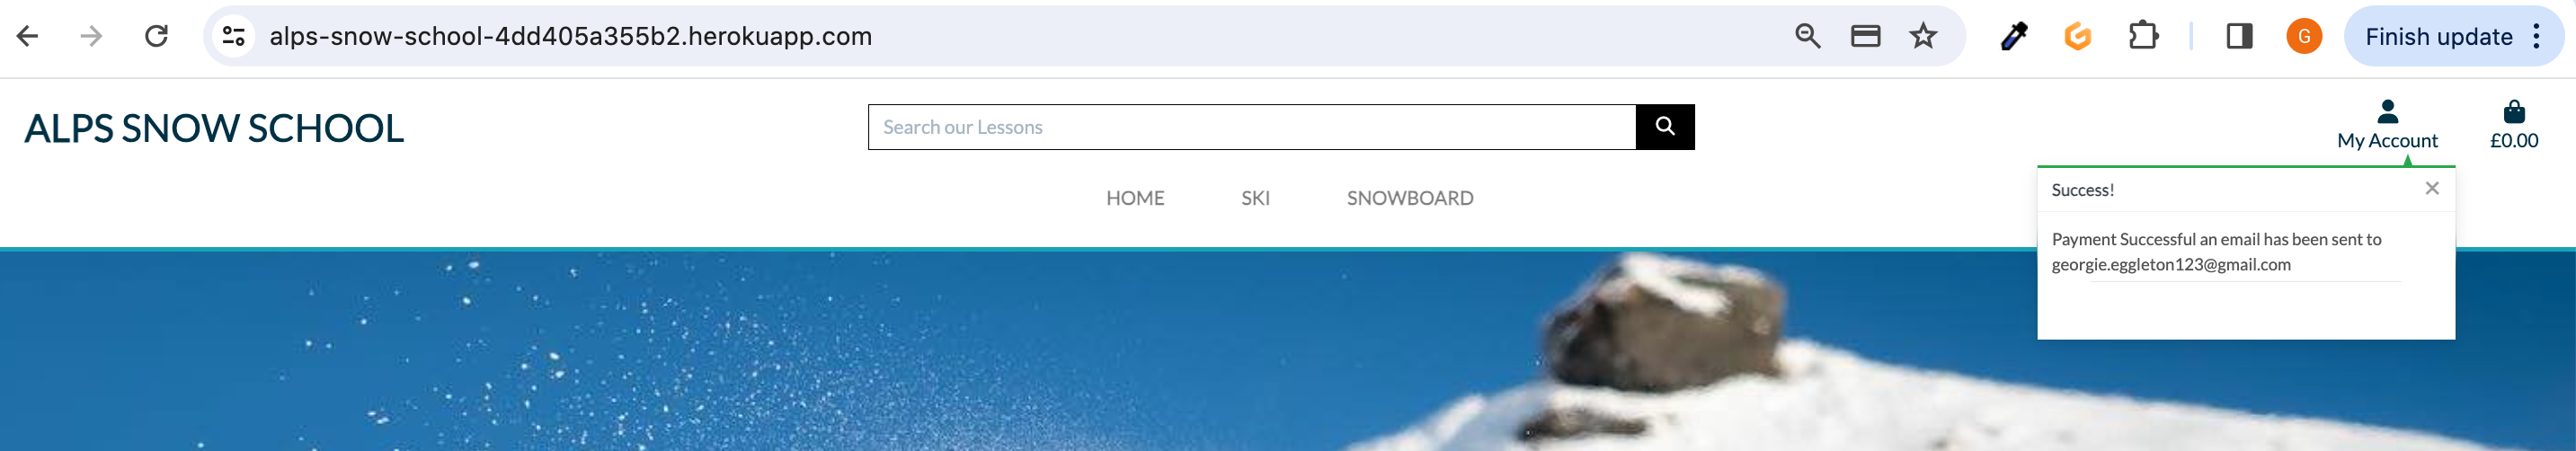 alps-snow-school-4dd405a355b2.herokuapp.com
G
Finish update
ALPS SNOW SCHOOL
Search our Lessons
My Account
£0.00
HOME
SKI
SNOWBOARD
Success!
Payment Successful an email has been sent to
georgie.eggleton123@gmail.com